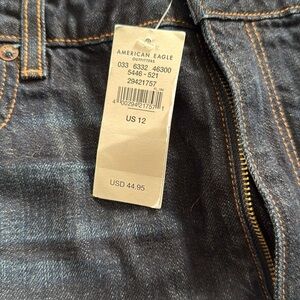 AMERICAN EAGLE
OUTFITTERS
033 6332 46300
5446 - 521
29421757
US 12
USD 44.95